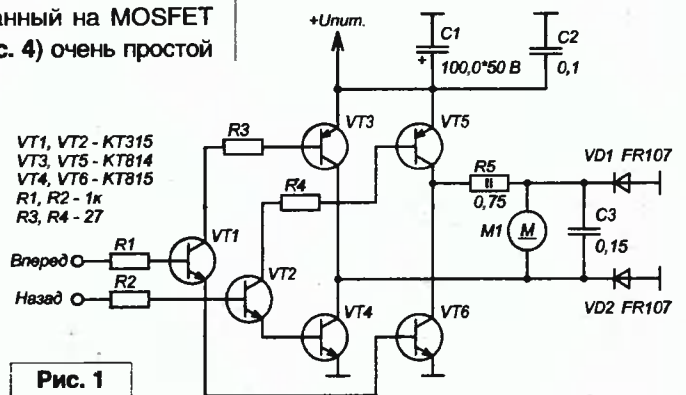 анный на MOSFET
с. 4) очень простой
+Uпит.
C1
+
100,0*50 В
C2
0,1
VT1, VT2 - КТ315
VT3, VT5 - КТ814
VT4, VT6 - КТ815
R1, R2 - 1к
R3, R4 - 27
R3
VT3
VT5
R4
R5
0,75
VD1 FR107
M1
M
C3
0,15
Вперед
R1
VT1
Назад
R2
VT2
VT4
VT6
VD2 FR107
Рис. 1